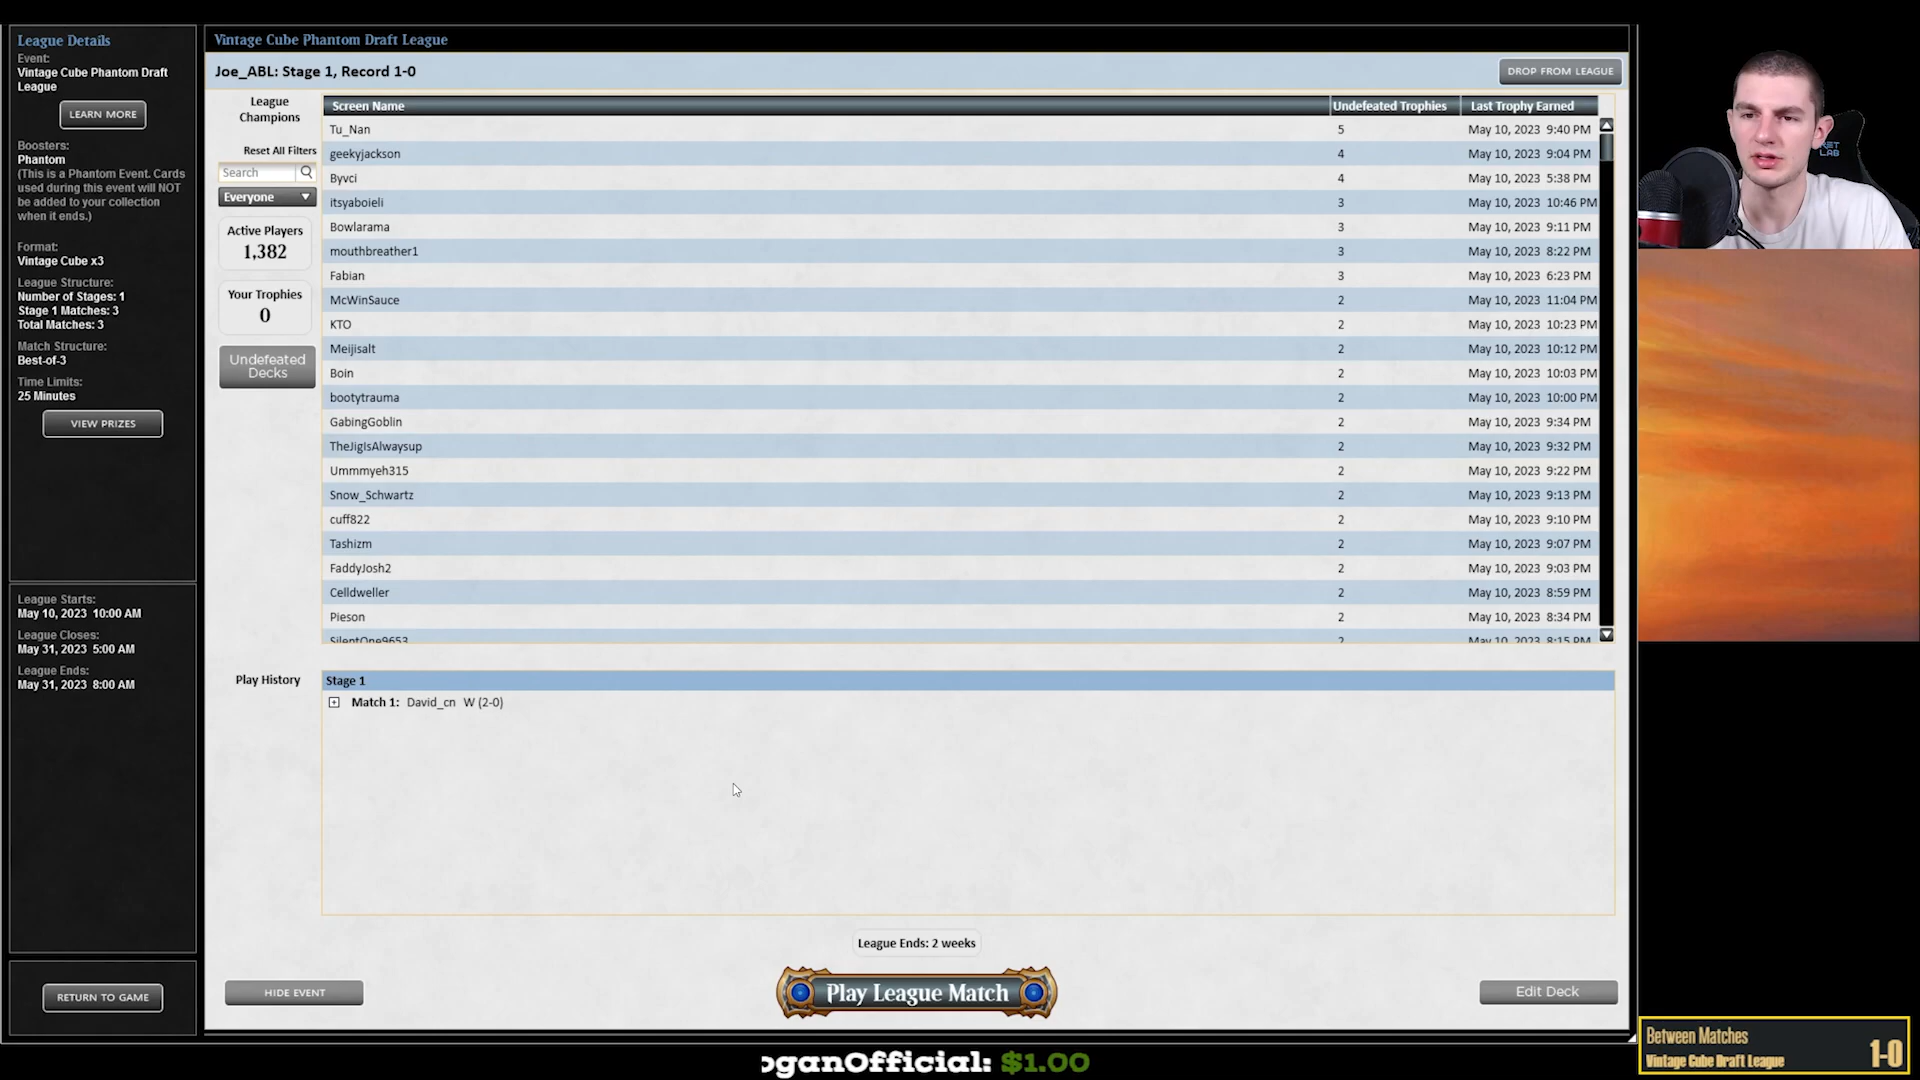 League Details
Event:
Vintage Cube Phantom Draft
League
LEARN MORE
Boosters:
Phantom
(This is a Phantom Event. Cards
used during this event will NOT
be added to your collection
when it ends.)
Format:
Vintage Cube x3
League Structure:
Number of Stages: 1
Stage 1 Matches: 3
Total Matches: 3
Match Structure:
Best-of-3
Time Limits:
25 Minutes
VIEW PRIZES
League Starts:
May 10, 2023 10:00 AM
League Closes:
May 31, 2023 5:00 AM
League Ends:
May 31, 2023 8:00 AM
RETURN TO GAME
Vintage Cube Phantom Draft League
Joe_ABL: Stage 1, Record 1-0
DROP FROM LEAGUE
League
Champions
Reset All Filters
Search
Everyone
Active Players
1,382
Your Trophies
0
Undefeated
Decks
Screen Name Undefeated Trophies Last Trophy Earned
Tu_Nan 5 May 10, 2023 9:40 PM
geekyjackson 4 May 10, 2023 9:04 PM
Byvci 4 May 10, 2023 5:38 PM
itsyaboieli 3 May 10, 2023 10:46 PM
Bowlarama 3 May 10, 2023 9:11 PM
mouthbreather1 3 May 10, 2023 8:22 PM
Fabian 3 May 10, 2023 6:23 PM
McWinSauce 2 May 10, 2023 11:04 PM
KTO 2 May 10, 2023 10:23 PM
Meijisalt 2 May 10, 2023 10:12 PM
Boin 2 May 10, 2023 10:03 PM
bootytrauma 2 May 10, 2023 10:00 PM
GabingGoblin 2 May 10, 2023 9:34 PM
TheJigIsAlwaysup 2 May 10, 2023 9:32 PM
Ummmyeh315 2 May 10, 2023 9:22 PM
Snow_Schwartz 2 May 10, 2023 9:13 PM
cuff822 2 May 10, 2023 9:10 PM
Tashizm 2 May 10, 2023 9:07 PM
FaddyJosh2 2 May 10, 2023 9:03 PM
Celldweller 2 May 10, 2023 8:59 PM
Pieson 2 May 10, 2023 8:34 PM
SilentOne9653 2 May 10, 2023 8:15 PM
Play History
Stage 1
Match 1: David_cn W (2-0)
League Ends: 2 weeks
HIDE EVENT
Play League Match
Edit Deck
Between Matches
Vintage Cube Draft League
1-0
oganOfficial: $1.00